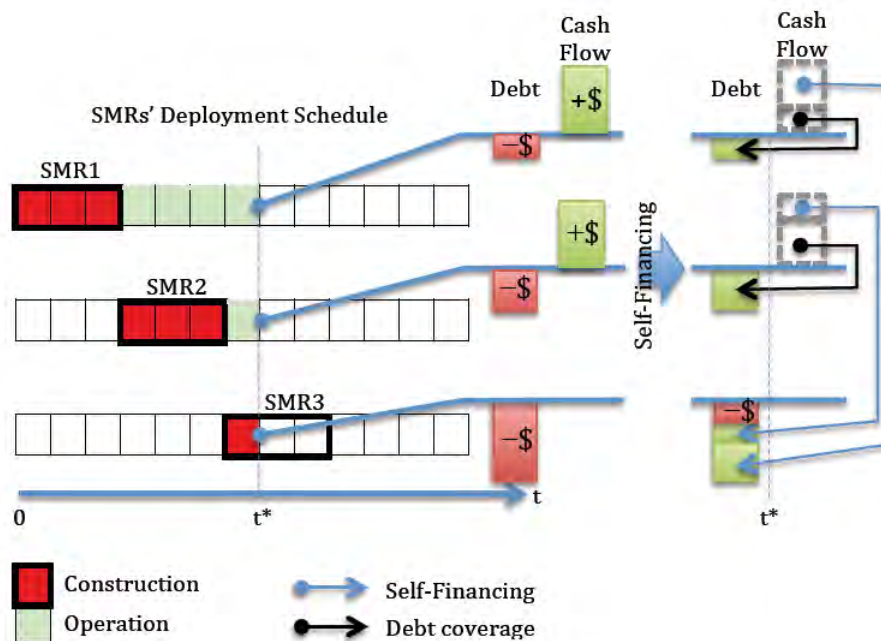 Cash
Flow
Debt
+$
−$
Cash
Flow
Debt
SMRs’ Deployment Schedule
SMR1
SMR2
+$
−$
Self-Financing
SMR3
−$
−$
0
t*
t
t*
Construction
Operation
Self-Financing
Debt coverage